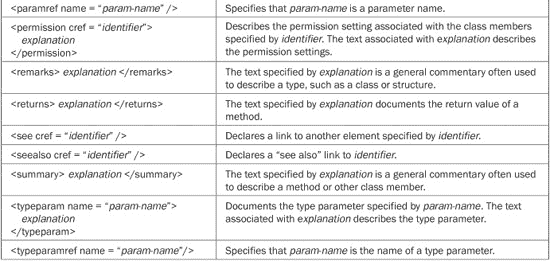 <paramref name = "param-name" />
Specifies that param-name is a parameter name.
<permission cref = "identifier">
explanation
</permission>
Describes the permission setting associated with the class members
specified by identifier. The text associated with explanation describes
the permission settings.
<remarks> explanation </remarks>
The text specified by explanation is a general commentary often used
to describe a type, such as a class or structure.
<returns> explanation </returns>
The text specified by explanation documents the return value of a
method.
<see cref = "identifier" />
Declares a link to another element specified by identifier.
<seealso cref = "identifier" />
Declares a "see also" link to identifier.
<summary> explanation </summary>
The text specified by explanation is a general commentary often used
to describe a method or other class member.
<typeparam name = "param-name">
explanation
</typeparam>
Documents the type parameter specified by param-name. The text
associated with explanation describes the type parameter.
<typeparamref name = "param-name"/>
Specifies that param-name is the name of a type parameter.